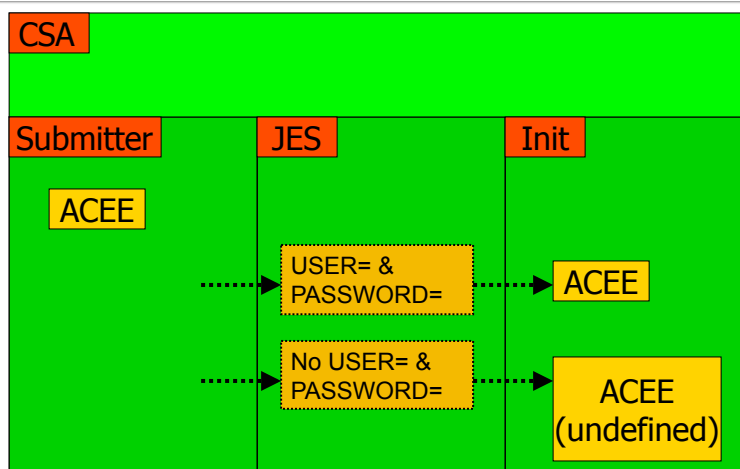 CSA
Submitter
JES
Init
ACEE
USER= &
PASSWORD=
ACEE
No USER= &
PASSWORD=
ACEE
(undefined)